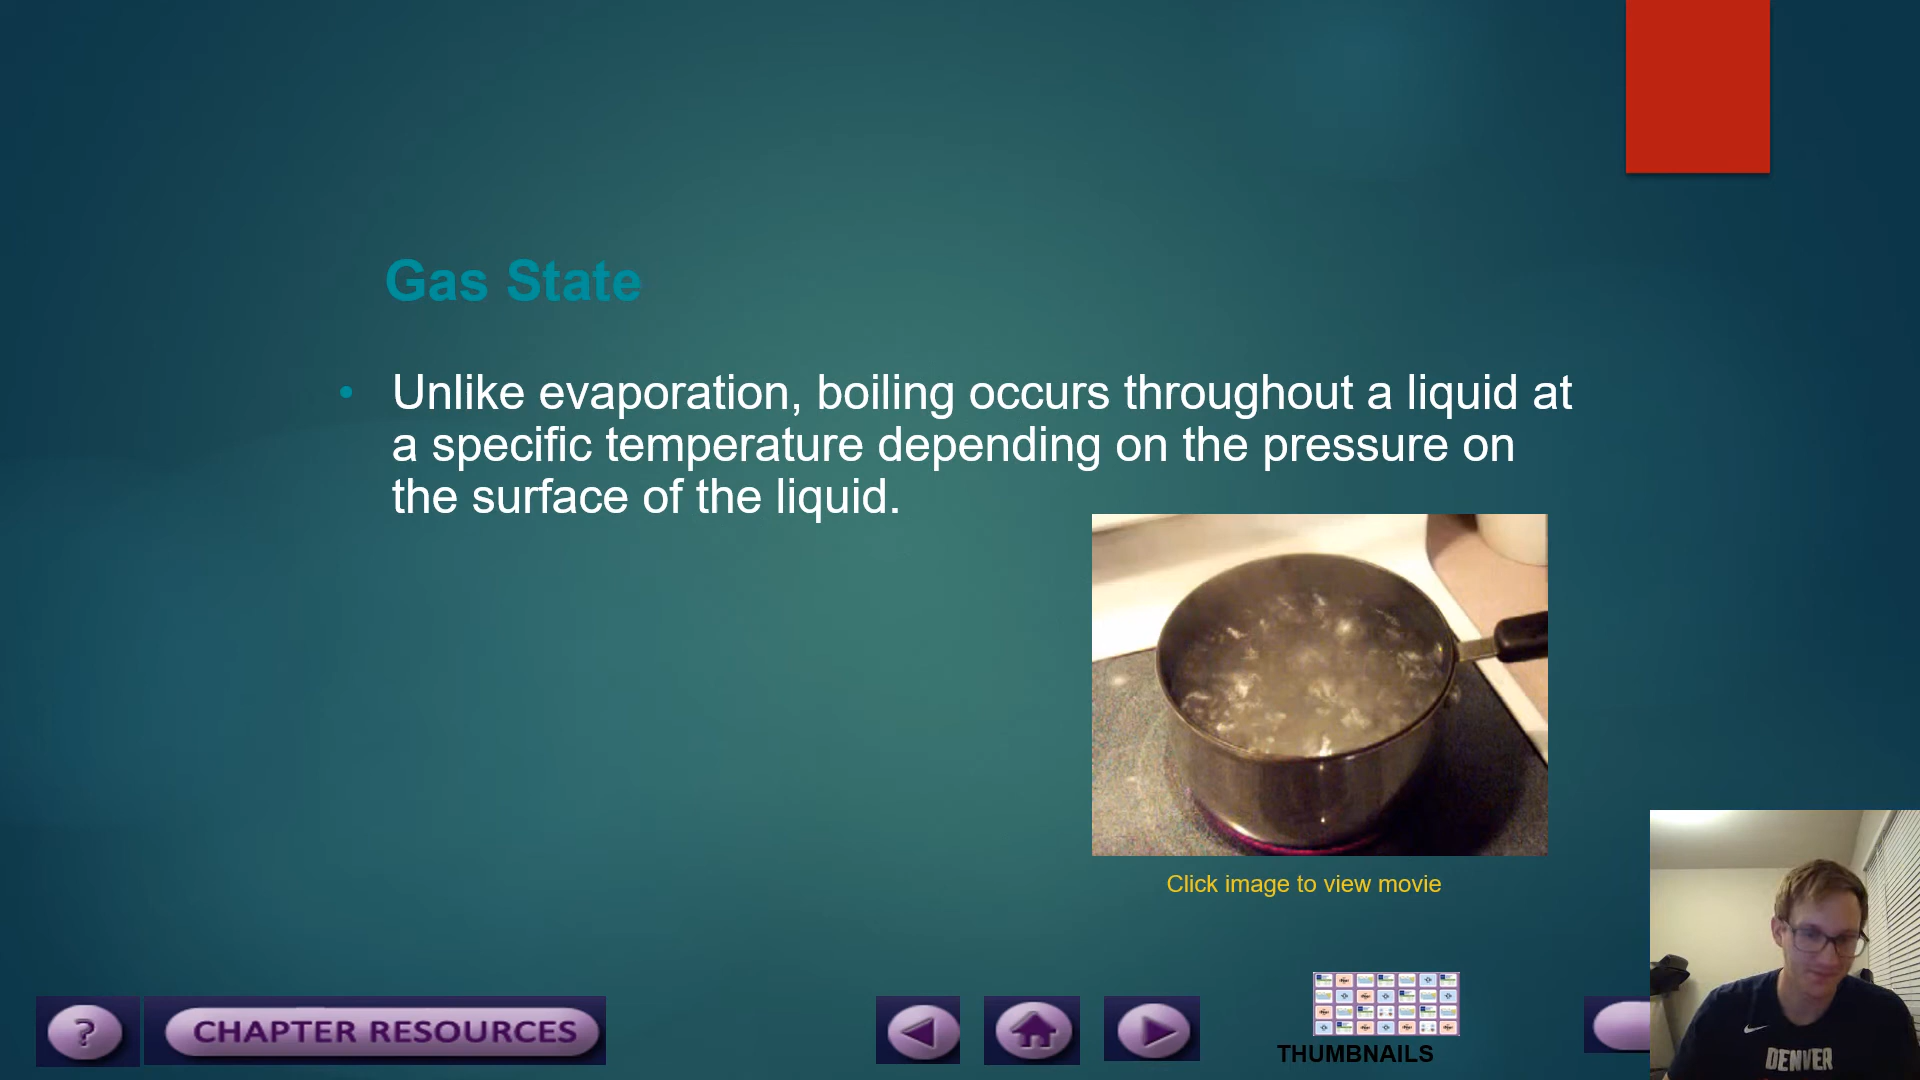 Gas State
• Unlike evaporation, boiling occurs throughout a liquid at
a specific temperature depending on the pressure on
the surface of the liquid.
Click image to view movie
?
CHAPTER RESOURCES
THUMBNAILS
DENVER